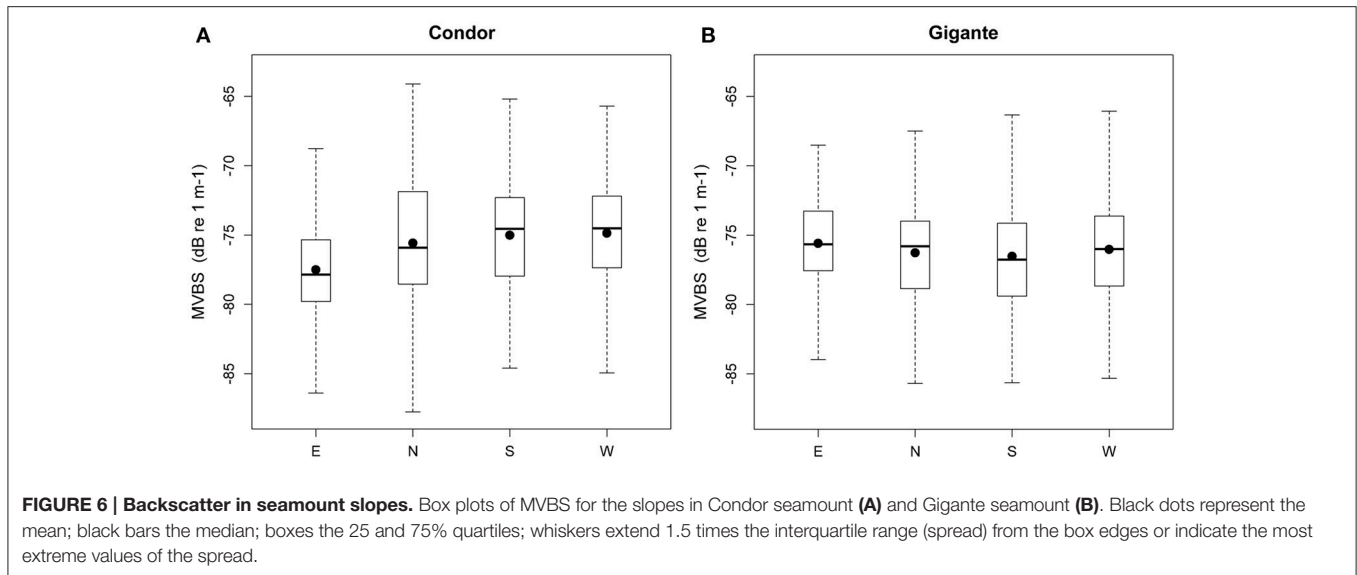 A Condor
B Gigante
MVBS (dB re 1 m-1)
-65
-70
-75
-80
-85
E N S W
MVBS (dB re 1 m-1)
-65
-70
-75
-80
-85
E N S W
FIGURE 6 | Backscatter in seamount slopes. Box plots of MVBS for the slopes in Condor seamount (A) and Gigante seamount (B). Black dots represent the
mean; black bars the median; boxes the 25 and 75% quartiles; whiskers extend 1.5 times the interquartile range (spread) from the box edges or indicate the most
extreme values of the spread.